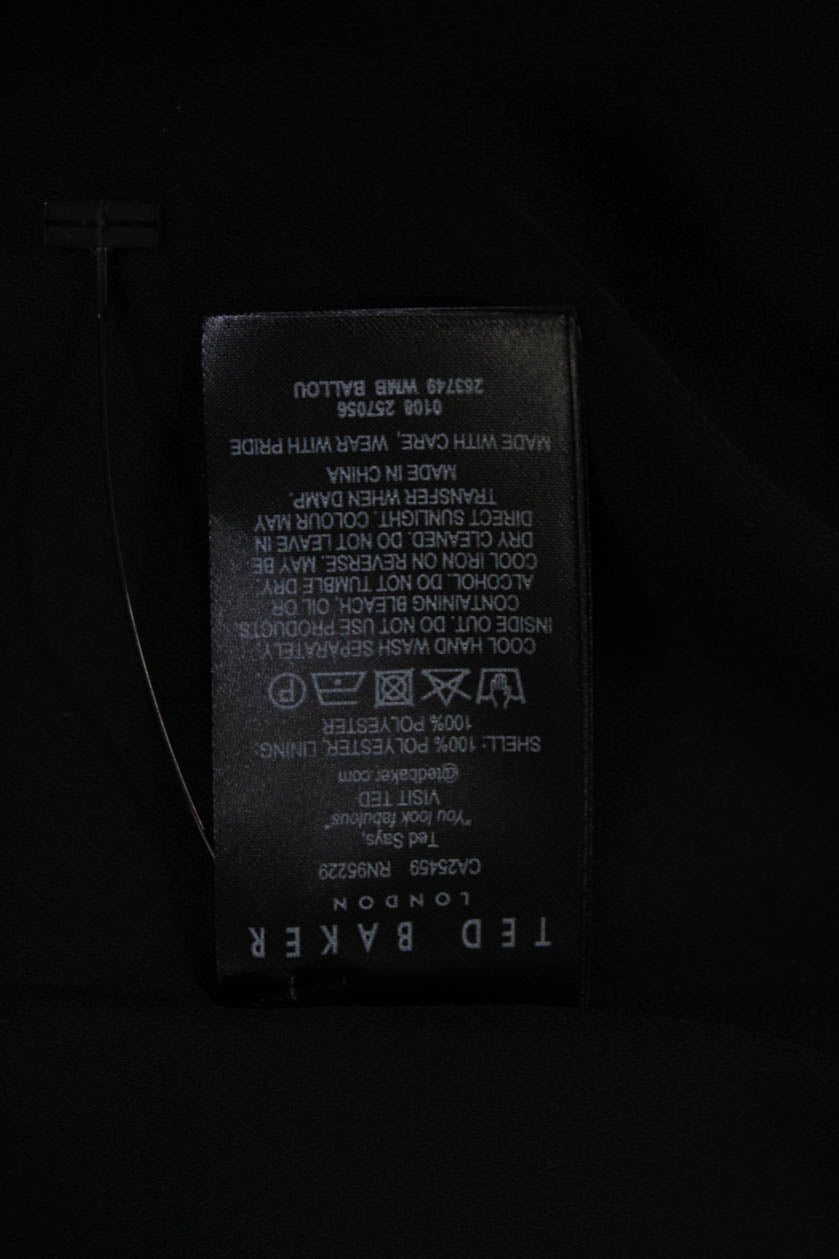 TED BAKER
LONDON
CA25459 RN95229
Ted Says,
"You look fabulous"
VISIT TED
@tedbaker.com
SHELL: 100% POLYESTER, LINING:
100% POLYESTER
P
COOL HAND WASH SEPARATELY,
INSIDE OUT. DO NOT USE PRODUCTS
CONTAINING BLEACH, OIL OR
ALCOHOL. DO NOT TUMBLE DRY.
COOL IRON ON REVERSE. MAY BE
DRY CLEANED. DO NOT LEAVE IN
DIRECT SUNLIGHT. COLOUR MAY
TRANSFER WHEN DAMP.
MADE IN CHINA
MADE WITH CARE, WEAR WITH PRIDE
0108 257056
263749 WMB BALLOU